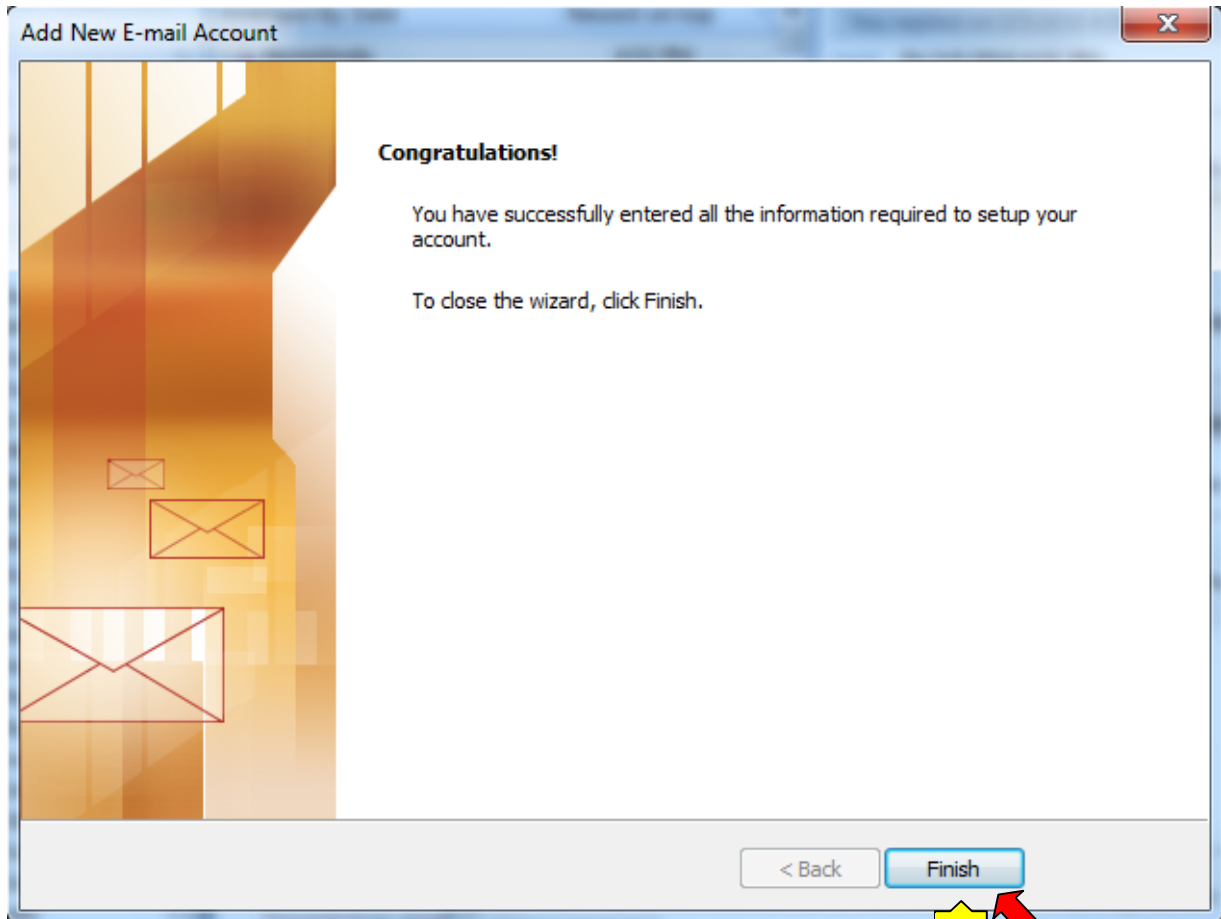 Add New E-mail Account
Congratulations!
You have successfully entered all the information required to setup your
account.
To close the wizard, click Finish.
< Back
Finish